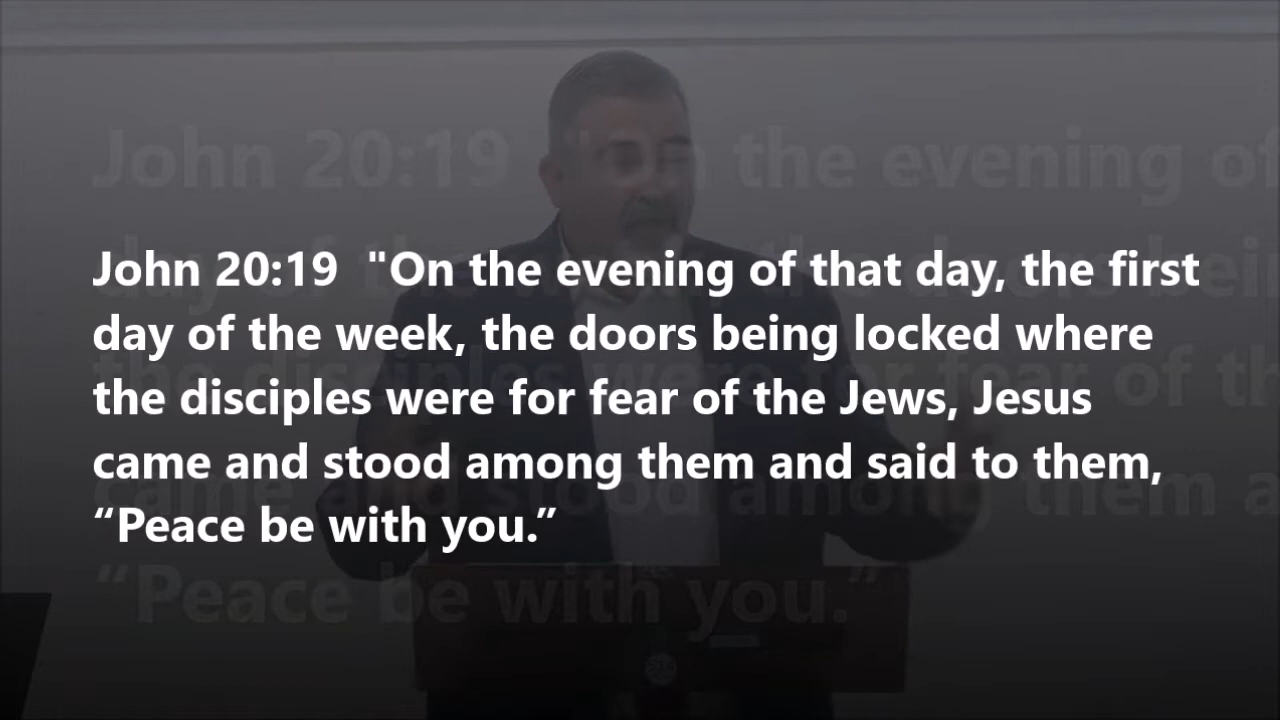 John 20:19  "On the evening of that day, the first
day of the week, the doors being locked where
the disciples were for fear of the Jews, Jesus
came and stood among them and said to them,
“Peace be with you.”